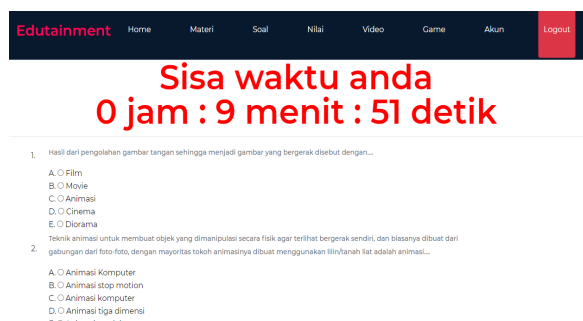 Edutainment Home Materi Soal Nilai Video Game Akun Logout
Sisa waktu anda
0 jam : 9 menit : 51 detik
1. Hasil dari pengolahan gambar tangan sehingga menjadi gambar yang bergerak disebut dengan....
A. Film
B. Movie
C. Animasi
D. Cinema
E. Diorama
Teknik animasi untuk membuat objek yang dimanipulasi secara fisik agar terlihat bergerak sendiri, dan biasanya dibuat dari
2. gabungan dari foto-foto, dengan mayoritas tokoh animasinya dibuat menggunakan lilin/tanah liat adalah animasi....
A. Animasi Komputer
B. Animasi stop motion
C. Animasi komputer
D. Animasi tiga dimensi